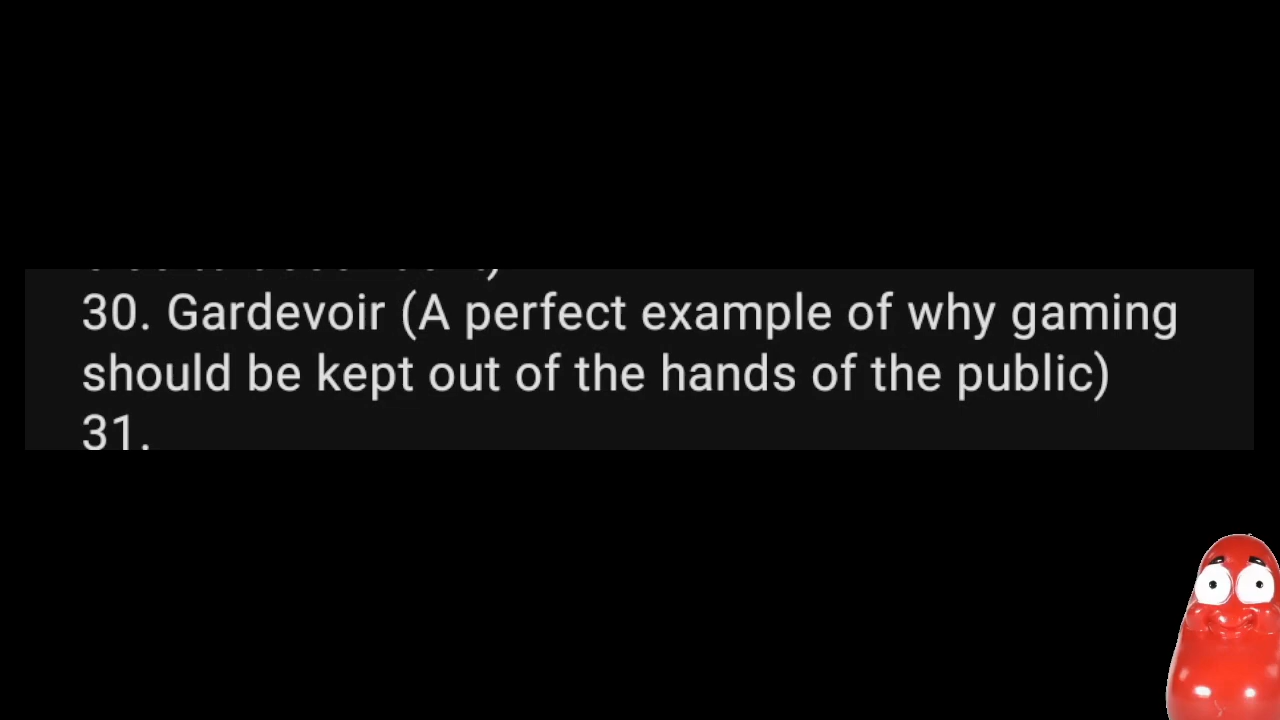 30. Gardevoir (A perfect example of why gaming
should be kept out of the hands of the public)
31.